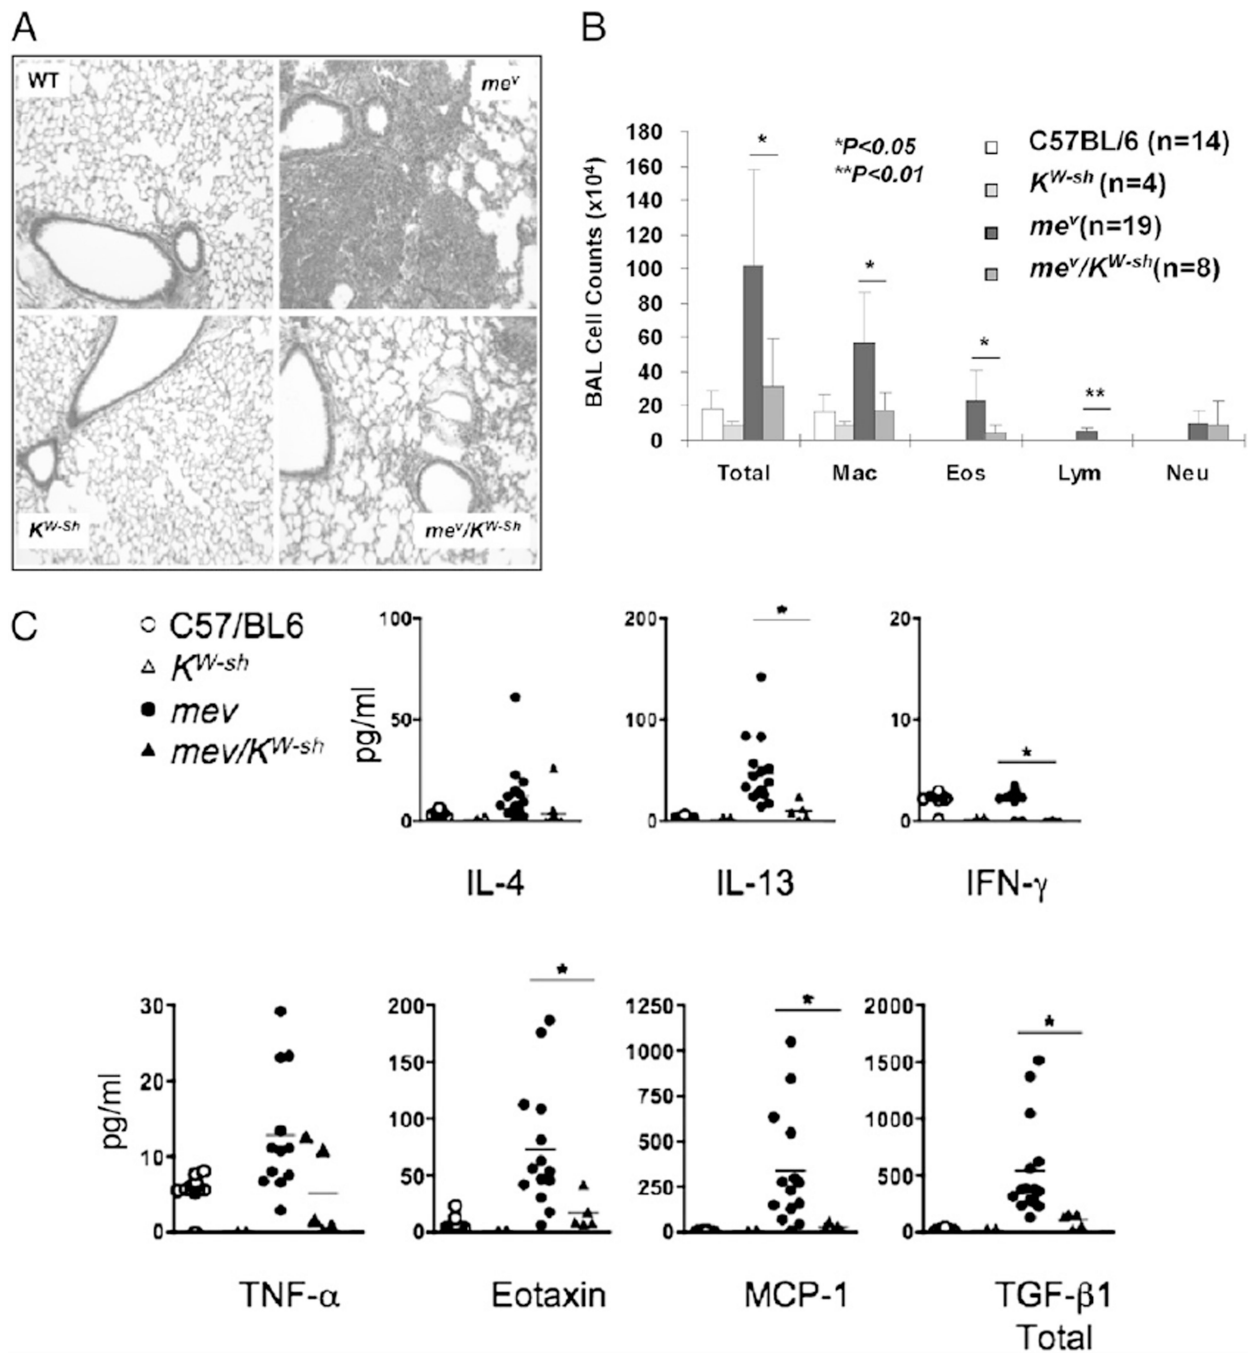 A
WT
me^v
K^W-Sh
me^v/K^W-Sh
B
BAL Cell Counts (x10^4)
180
160
140
120
100
80
60
40
20
0
*
*
*
**
*P<0.05
**P<0.01
C57BL/6 (n=14)
K^W-sh (n=4)
me^v(n=19)
me^v/K^W-sh(n=8)
Total Mac Eos Lym Neu
C
C57/BL6
K^W-sh
mev
mev/K^W-sh
pg/ml
100
50
0
IL-4
200
100
0
*
IL-13
20
10
0
*
IFN-γ
pg/ml
30
20
10
0
TNF-α
200
150
100
50
0
*
Eotaxin
1250
1000
750
500
250
0
*
MCP-1
2000
1500
1000
500
0
*
TGF-β1
Total